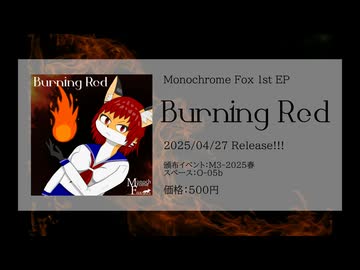 Burning Red
Monochrome Fox 1st EP
Burning Red
2025/04/27 Release!!!
頒布イベント：M3-2025春
スペース：O-05b
価格：500円